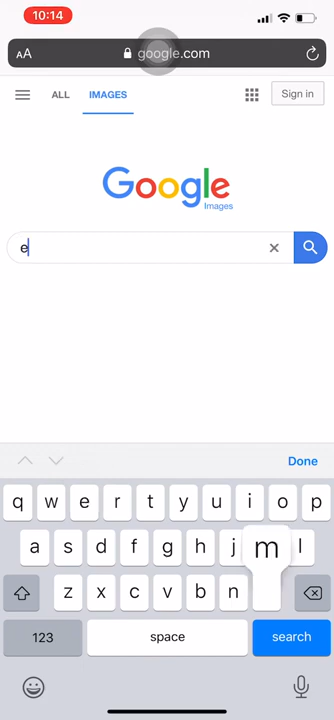 10:14
AA google.com
ALL IMAGES Sign in
Google
Images
e
Done
q w e r t y u i o p
a s d f g h j m l
z x c v b n
123 space search